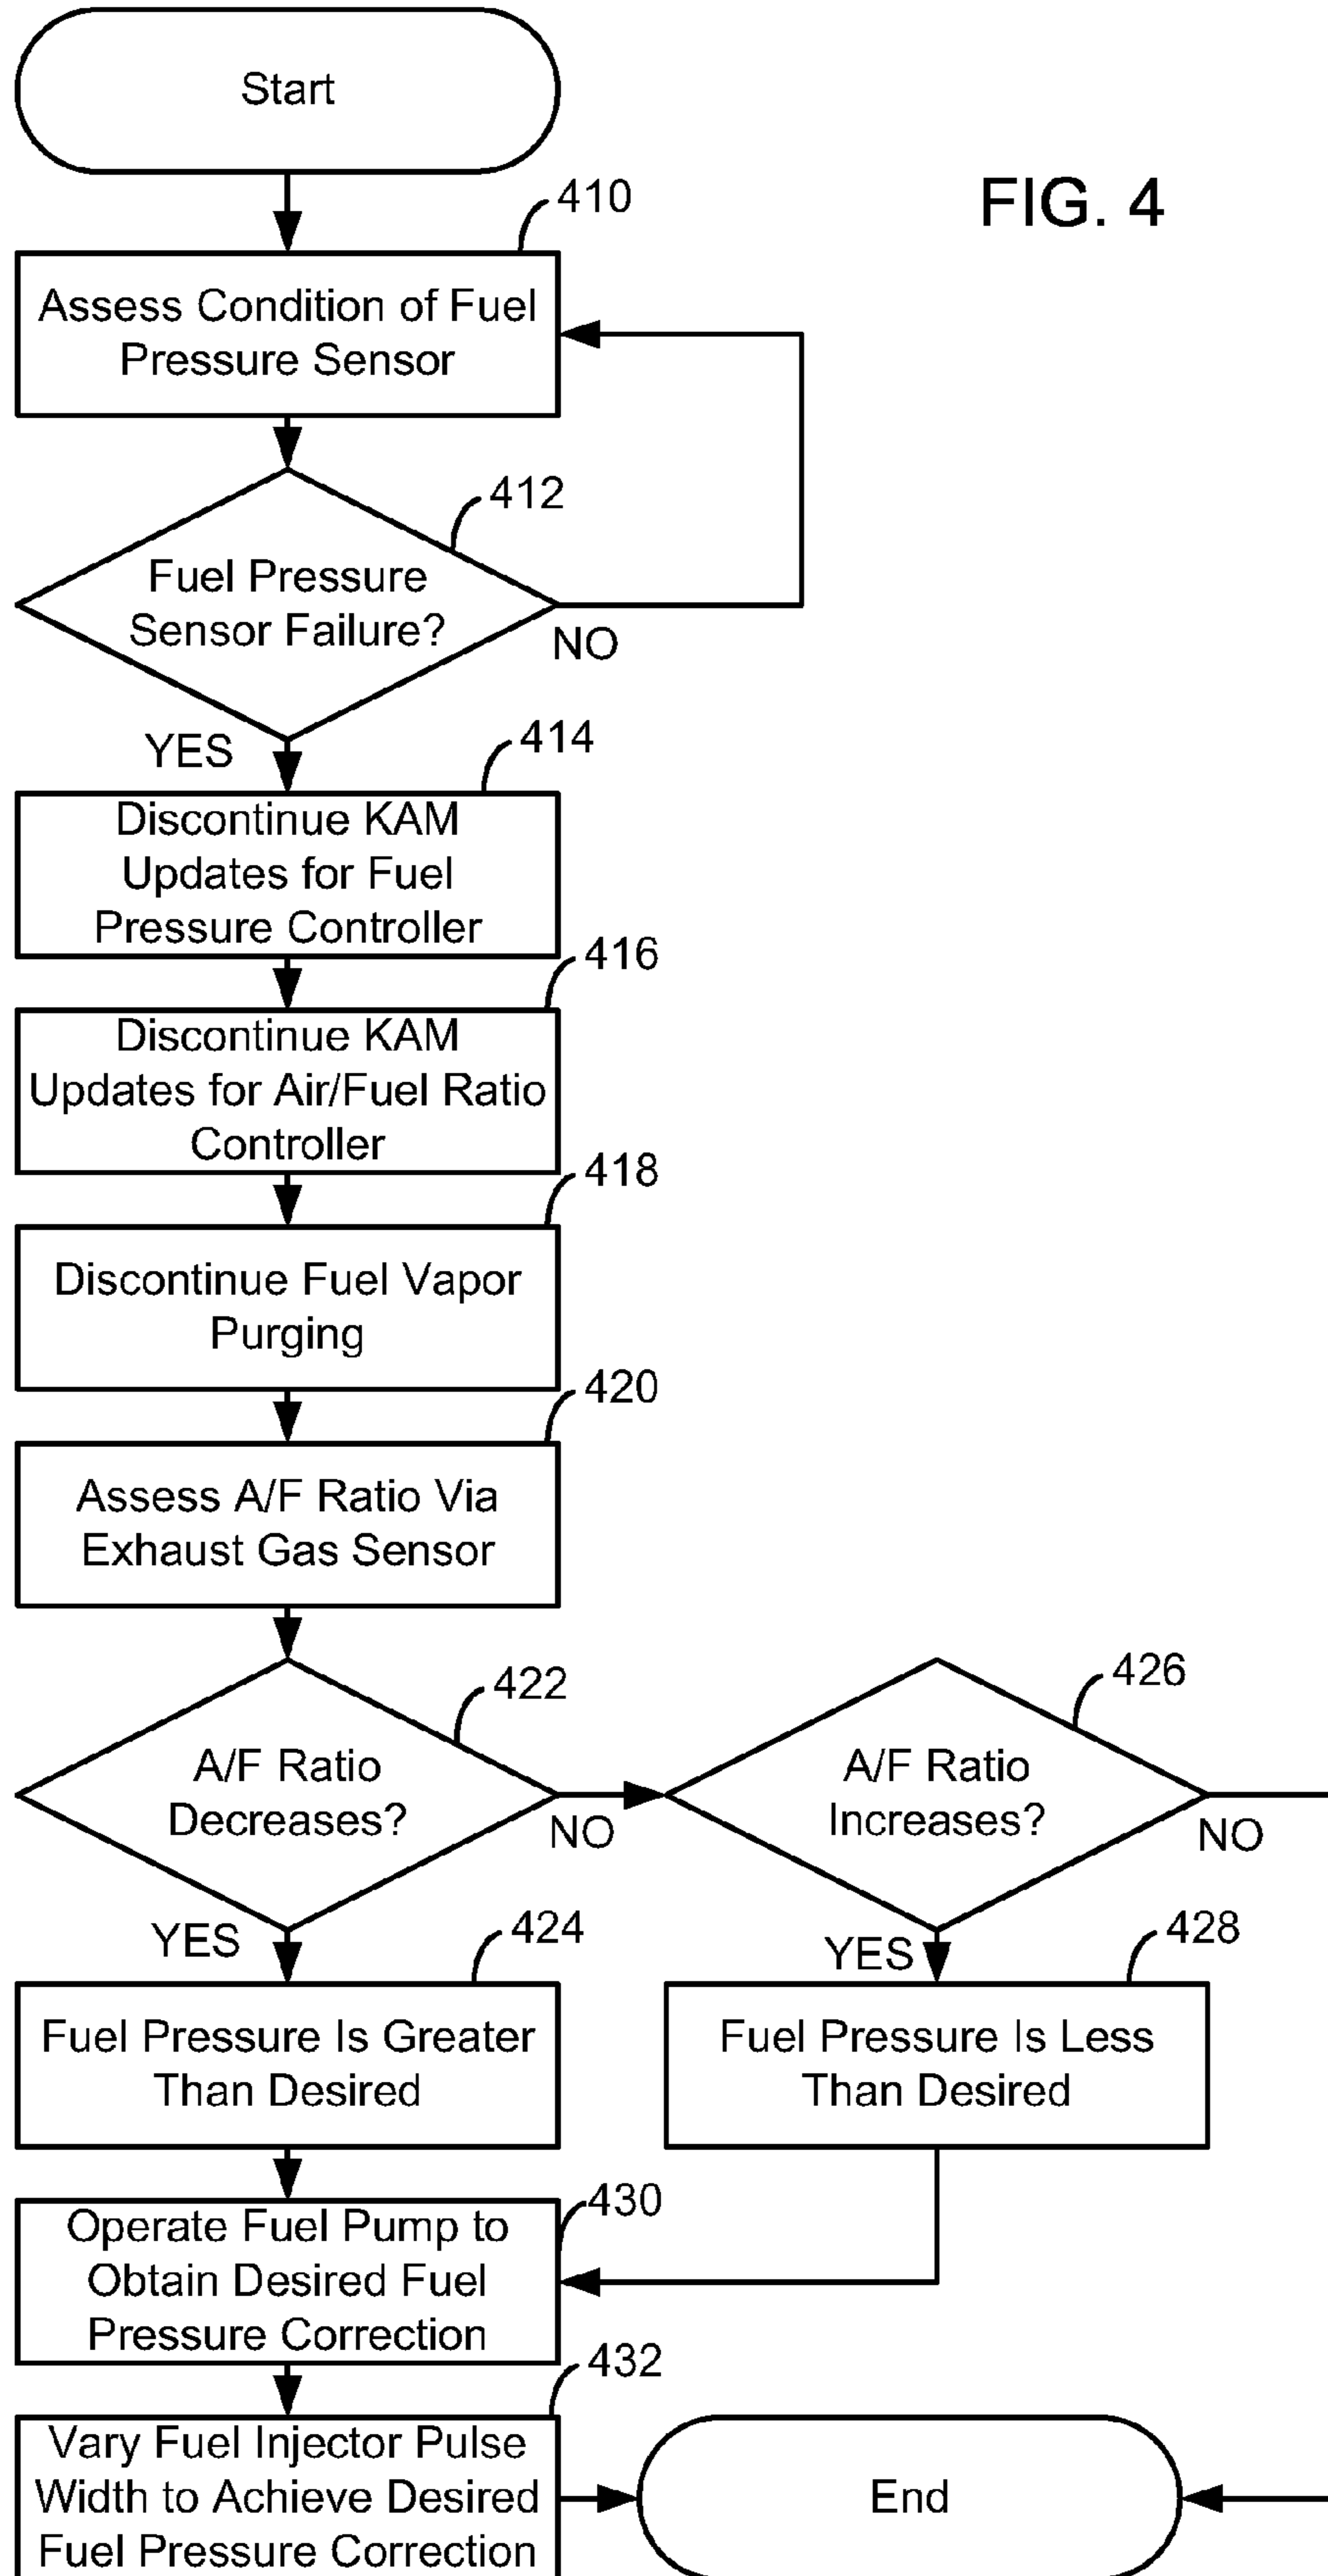 Start
FIG. 4
410
Assess Condition of Fuel
Pressure Sensor
412
Fuel Pressure
Sensor Failure?
NO
YES
414
Discontinue KAM
Updates for Fuel
Pressure Controller
416
Discontinue KAM
Updates for Air/Fuel Ratio
Controller
418
Discontinue Fuel Vapor
Purging
420
Assess A/F Ratio Via
Exhaust Gas Sensor
422
A/F Ratio
Decreases?
NO
426
A/F Ratio
Increases?
NO
YES
424
Fuel Pressure Is Greater
Than Desired
YES
428
Fuel Pressure Is Less
Than Desired
430
Operate Fuel Pump to
Obtain Desired Fuel
Pressure Correction
432
Vary Fuel Injector Pulse
Width to Achieve Desired
Fuel Pressure Correction
End